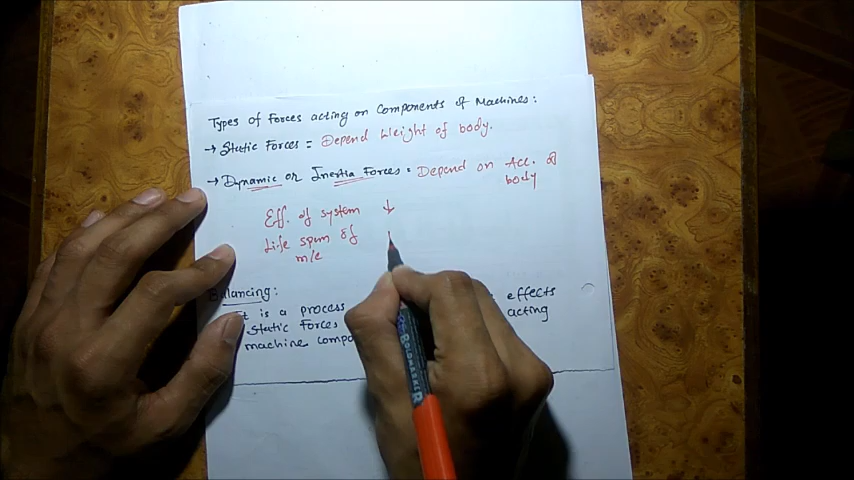 Types of Forces acting on Components of Machines:
→ Static Forces = Depend Weight of body.
→ Dynamic or Inertia Forces = Depend on Acc. of
body
Eff. of system ↓
Life span of
m/c
Balancing:
It is a process effects
Static Forces acting
machine